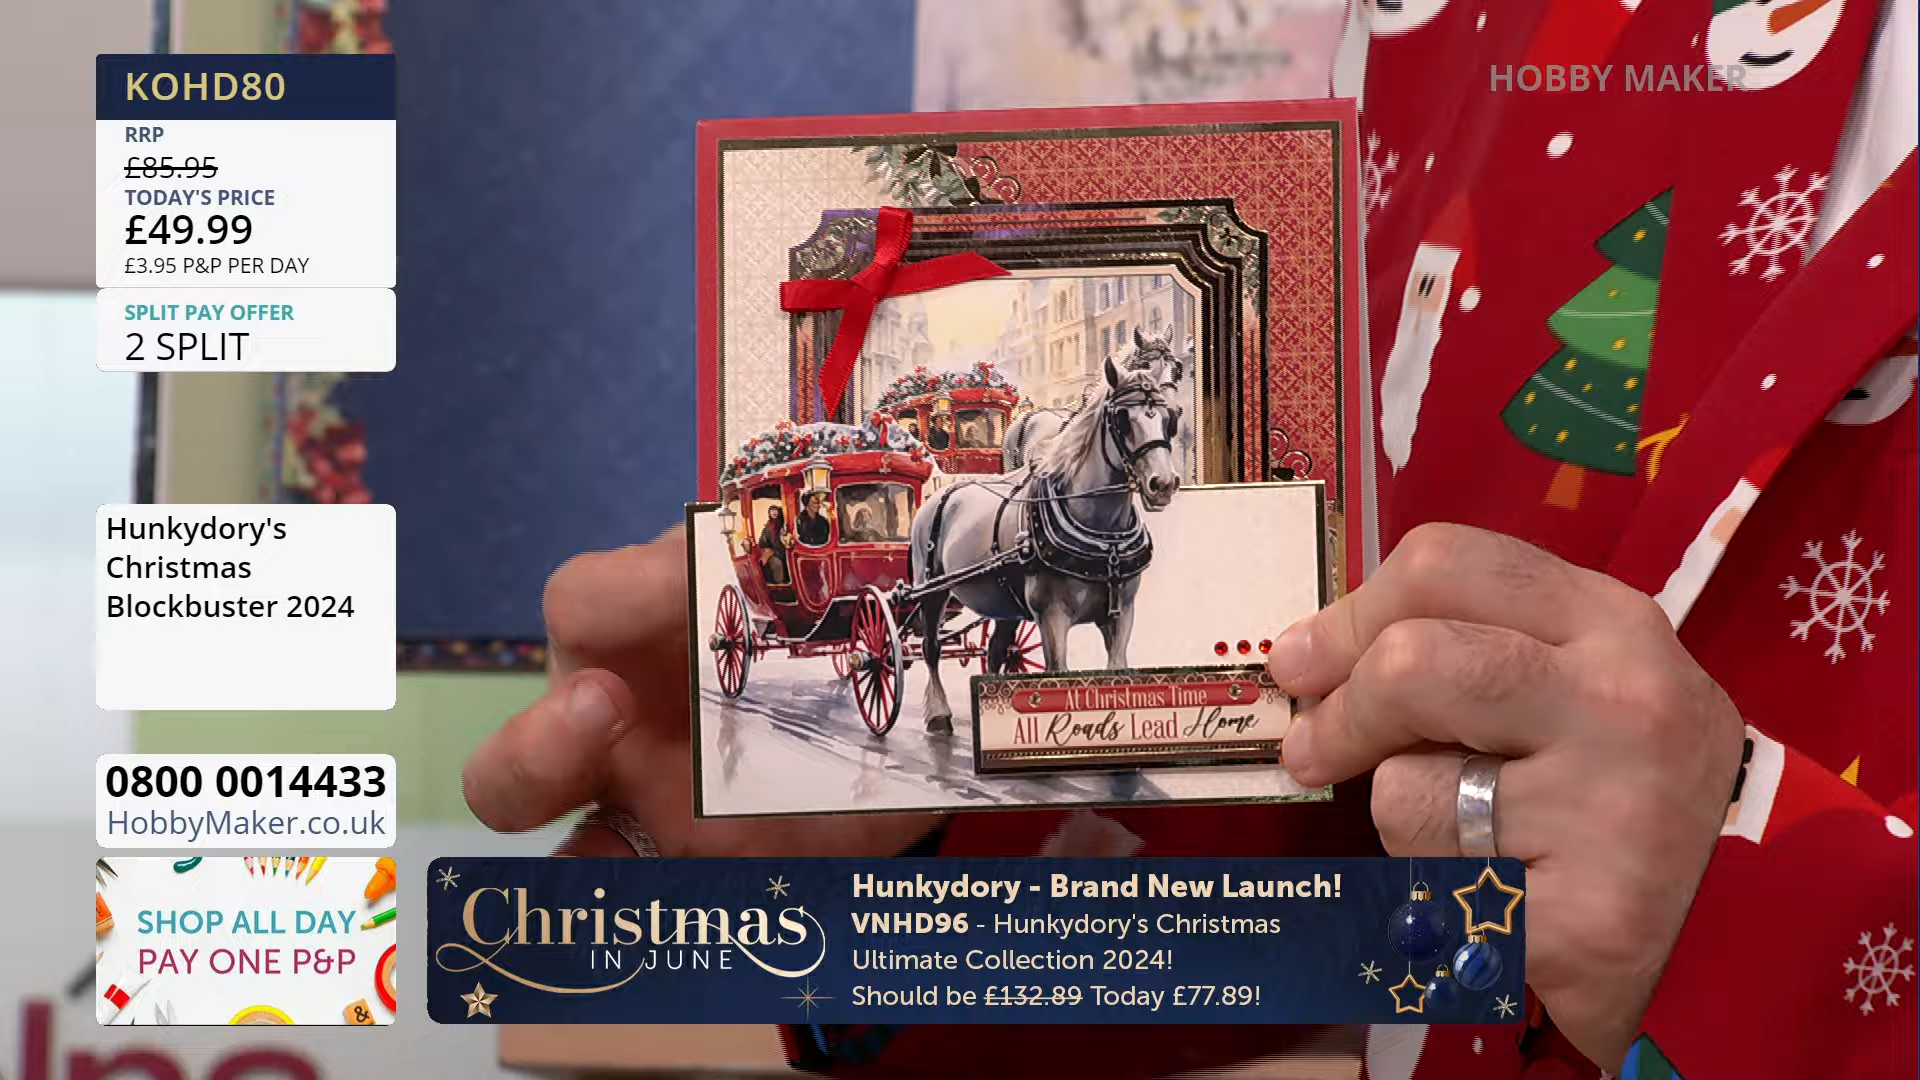 KOHD80
RRP
£85.95
TODAY'S PRICE
£49.99
£3.95 P&P PER DAY
SPLIT PAY OFFER
2 SPLIT
Hunkydory's
Christmas
Blockbuster 2024
0800 0014433
HobbyMaker.co.uk
SHOP ALL DAY
PAY ONE P&P
&
HOBBY MAKER
At Christmas Time
All Roads Lead Home
Christmas
IN JUNE
Hunkydory - Brand New Launch!
VNHD96 - Hunkydory's Christmas
Ultimate Collection 2024!
Should be £132.89 Today £77.89!